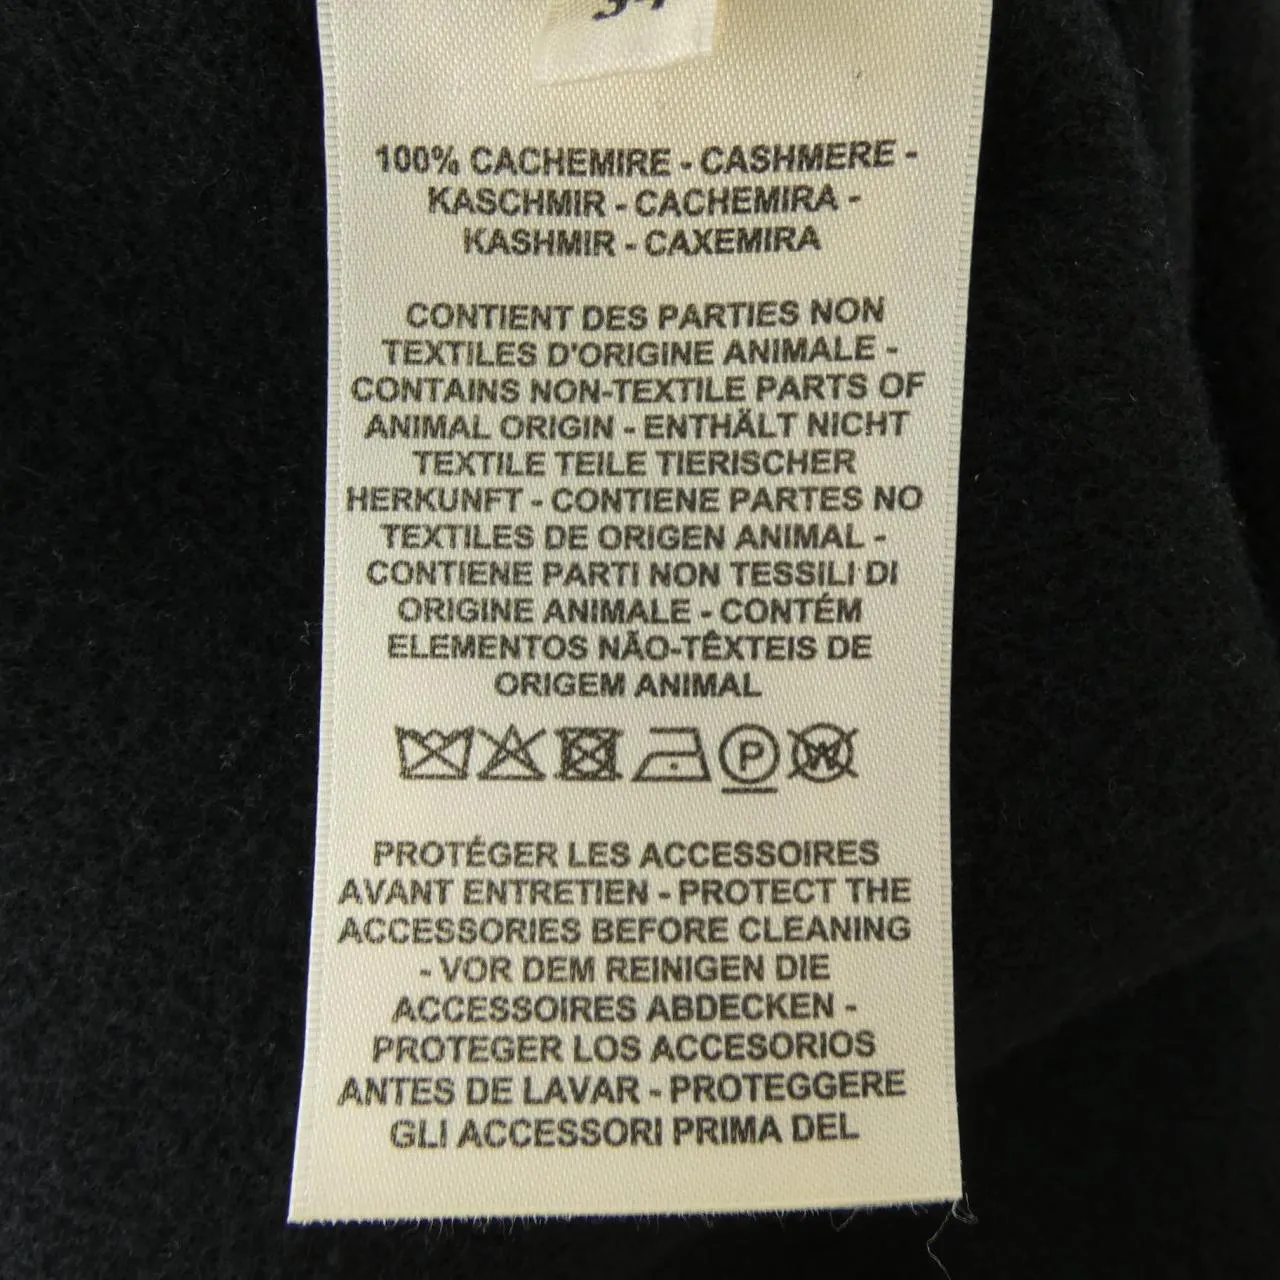 100% CACHEMIRE - CASHMERE -
KASCHMIR - CACHEMIRA -
KASHMIR - CAXEMIRA
CONTIENT DES PARTIES NON
TEXTILES D'ORIGINE ANIMALE -
CONTAINS NON-TEXTILE PARTS OF
ANIMAL ORIGIN - ENTHÄLT NICHT
TEXTILE TEILE TIERISCHER
HERKUNFT - CONTIENE PARTES NO
TEXTILES DE ORIGEN ANIMAL -
CONTIENE PARTI NON TESSILI DI
ORIGINE ANIMALE - CONTÉM
ELEMENTOS NÃO-TÊXTEIS DE
ORIGEM ANIMAL
P W
PROTÉGER LES ACCESSOIRES
AVANT ENTRETIEN - PROTECT THE
ACCESSORIES BEFORE CLEANING
- VOR DEM REINIGEN DIE
ACCESSOIRES ABDECKEN -
PROTEGER LOS ACCESORIOS
ANTES DE LAVAR - PROTEGGERE
GLI ACCESSORI PRIMA DEL